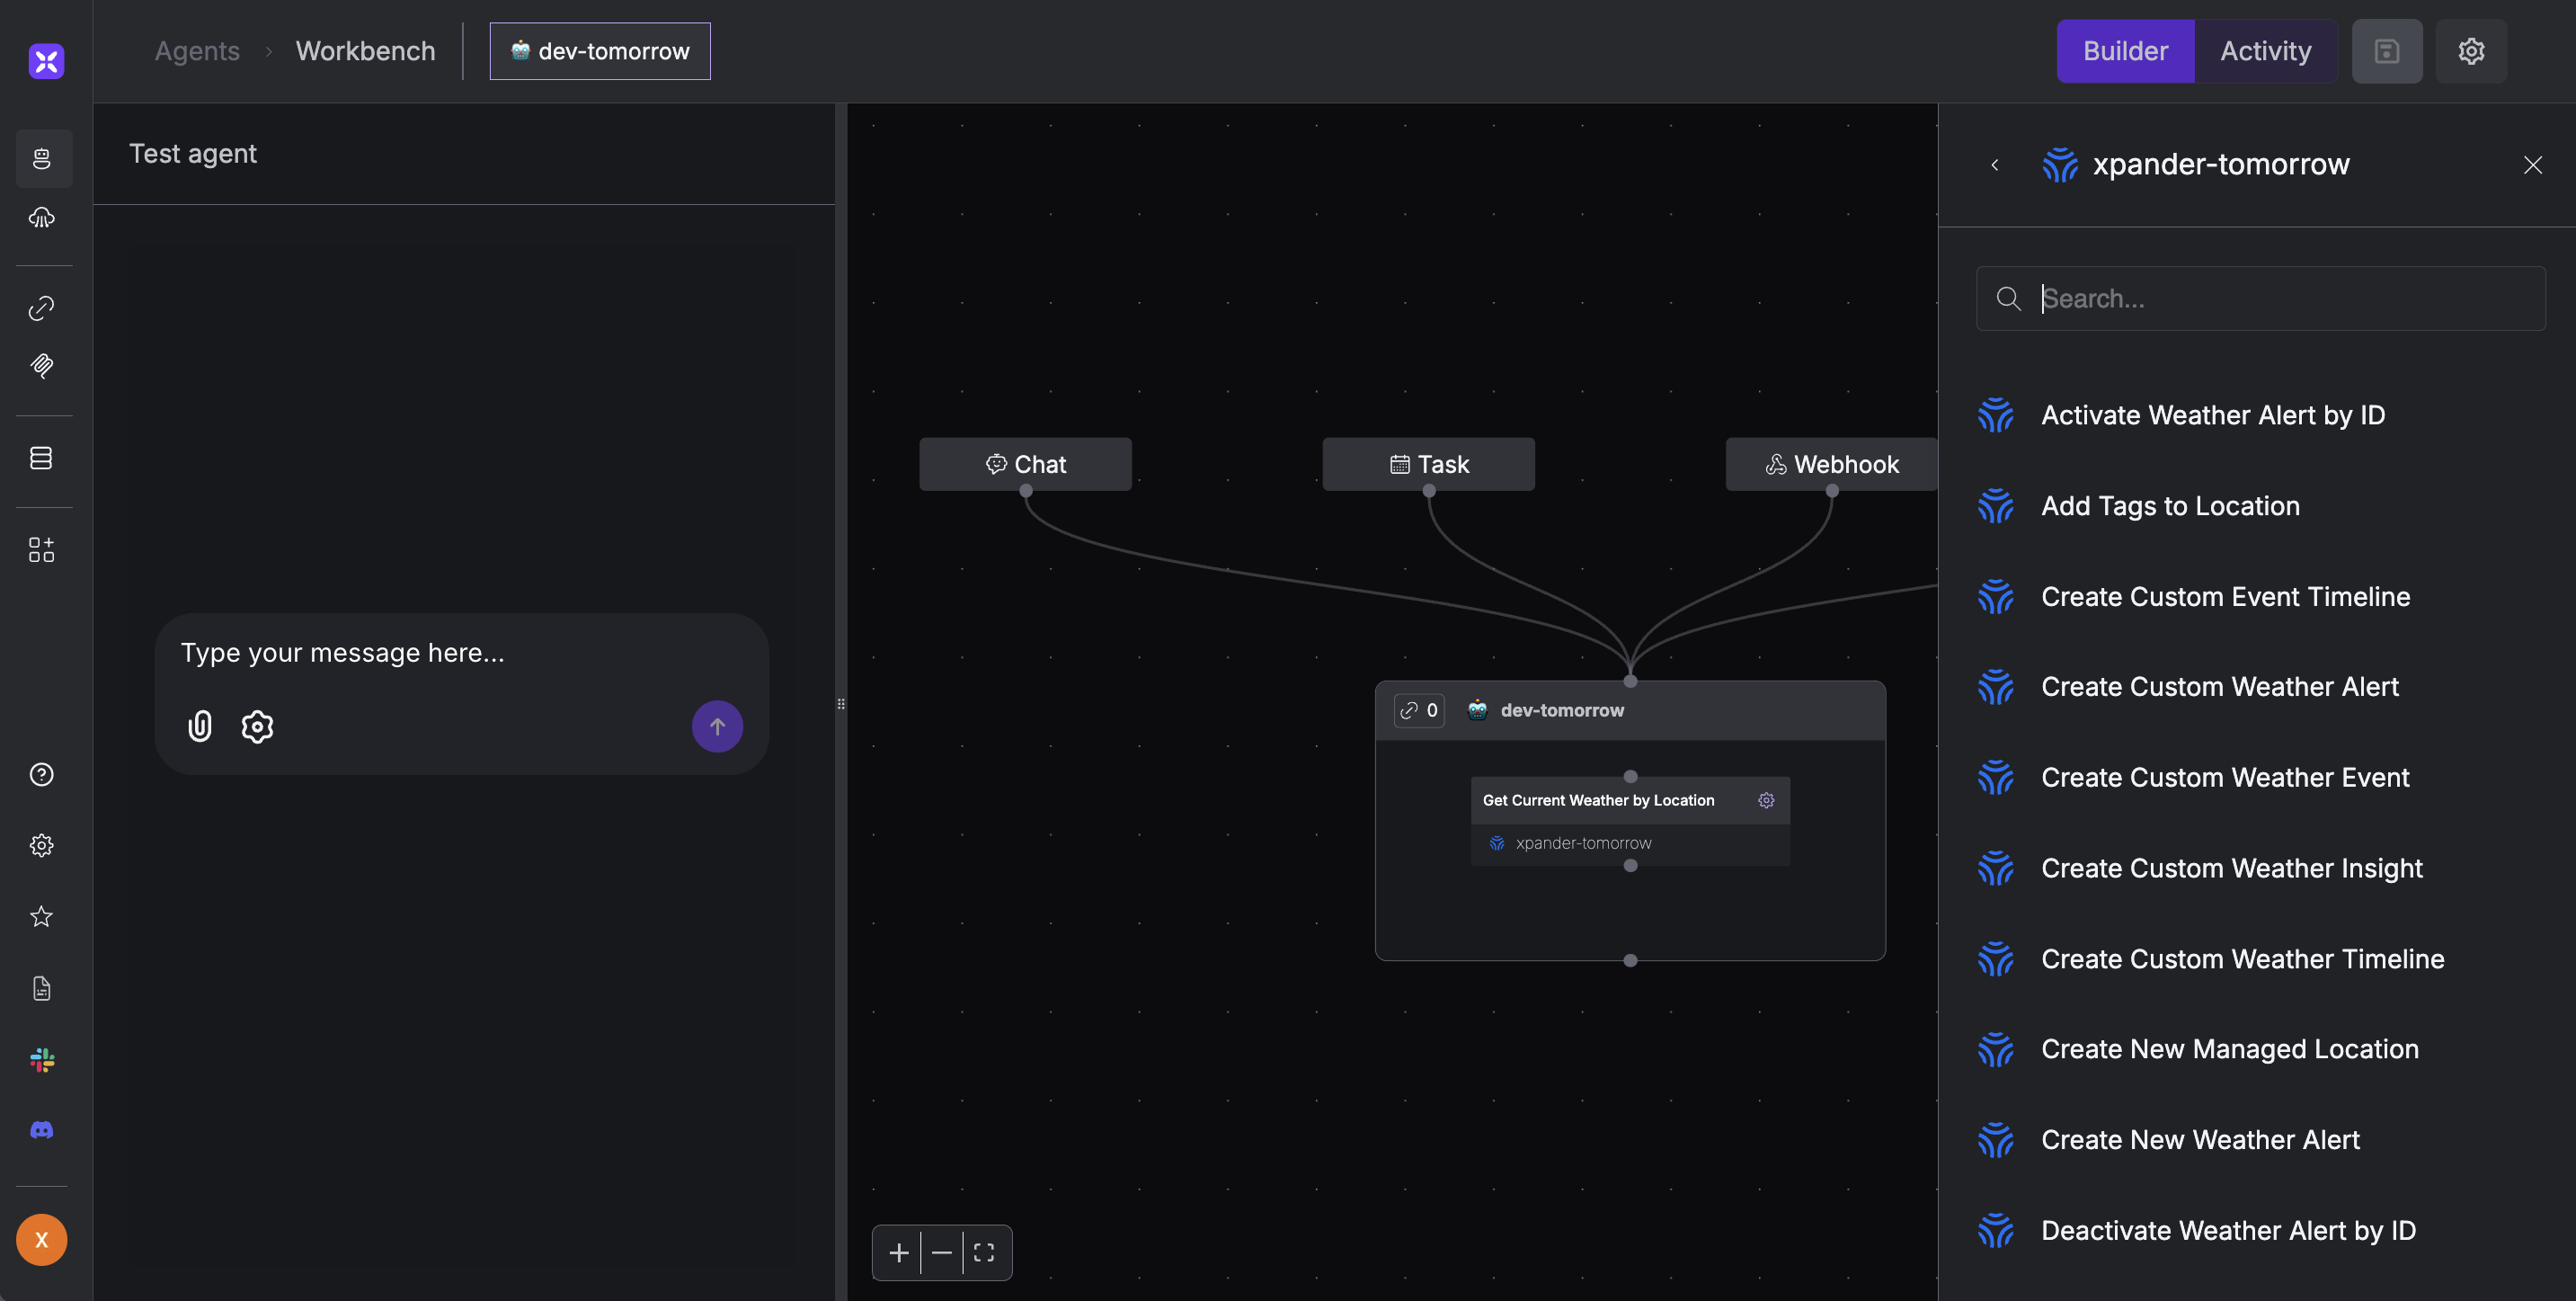 Agents
Workbench
dev-tomorrow
Builder
Activity
Test agent
Type your message here...
Chat
Task
Webhook
0
dev-tomorrow
Get Current Weather by Location
xpander-tomorrow
xpander-tomorrow
Search...
Activate Weather Alert by ID
Add Tags to Location
Create Custom Event Timeline
Create Custom Weather Alert
Create Custom Weather Event
Create Custom Weather Insight
Create Custom Weather Timeline
Create New Managed Location
Create New Weather Alert
Deactivate Weather Alert by ID
X